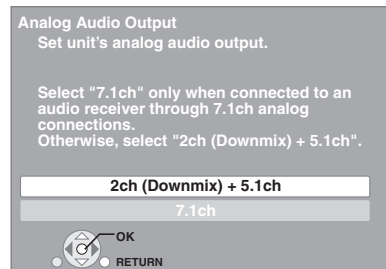 Analog Audio Output
Set unit's analog audio output.
Select "7.1ch" only when connected to an
audio receiver through 7.1ch analog
connections.
Otherwise, select "2ch (Downmix) + 5.1ch".
2ch (Downmix) + 5.1ch
7.1ch
OK
RETURN